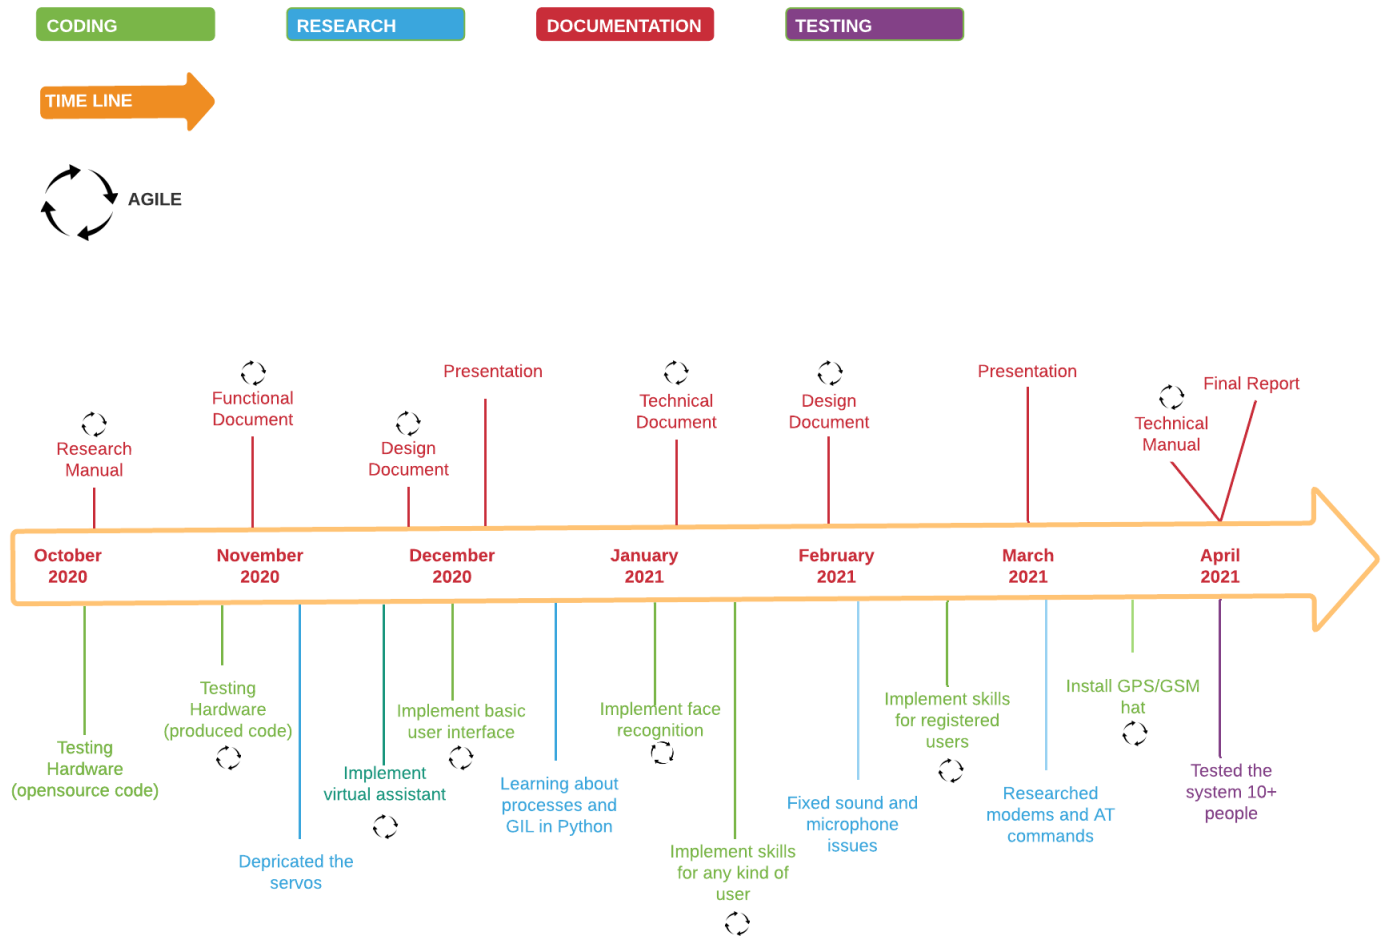 CODING
RESEARCH
DOCUMENTATION
TESTING
TIME LINE
AGILE
Research
Manual
Functional
Document
Design
Document
Presentation
Technical
Document
Design
Document
Presentation
Technical
Manual
Final Report
October
2020
November
2020
December
2020
January
2021
February
2021
March
2021
April
2021
Testing
Hardware
(opensource code)
Testing
Hardware
(produced code)
Depricated the
servos
Implement
virtual assistant
Implement basic
user interface
Learning about
processes and
GIL in Python
Implement face
recognition
Implement skills
for any kind of
user
Fixed sound and
microphone
issues
Implement skills
for registered
users
Researched
modems and AT
commands
Install GPS/GSM
hat
Tested the
system 10+
people